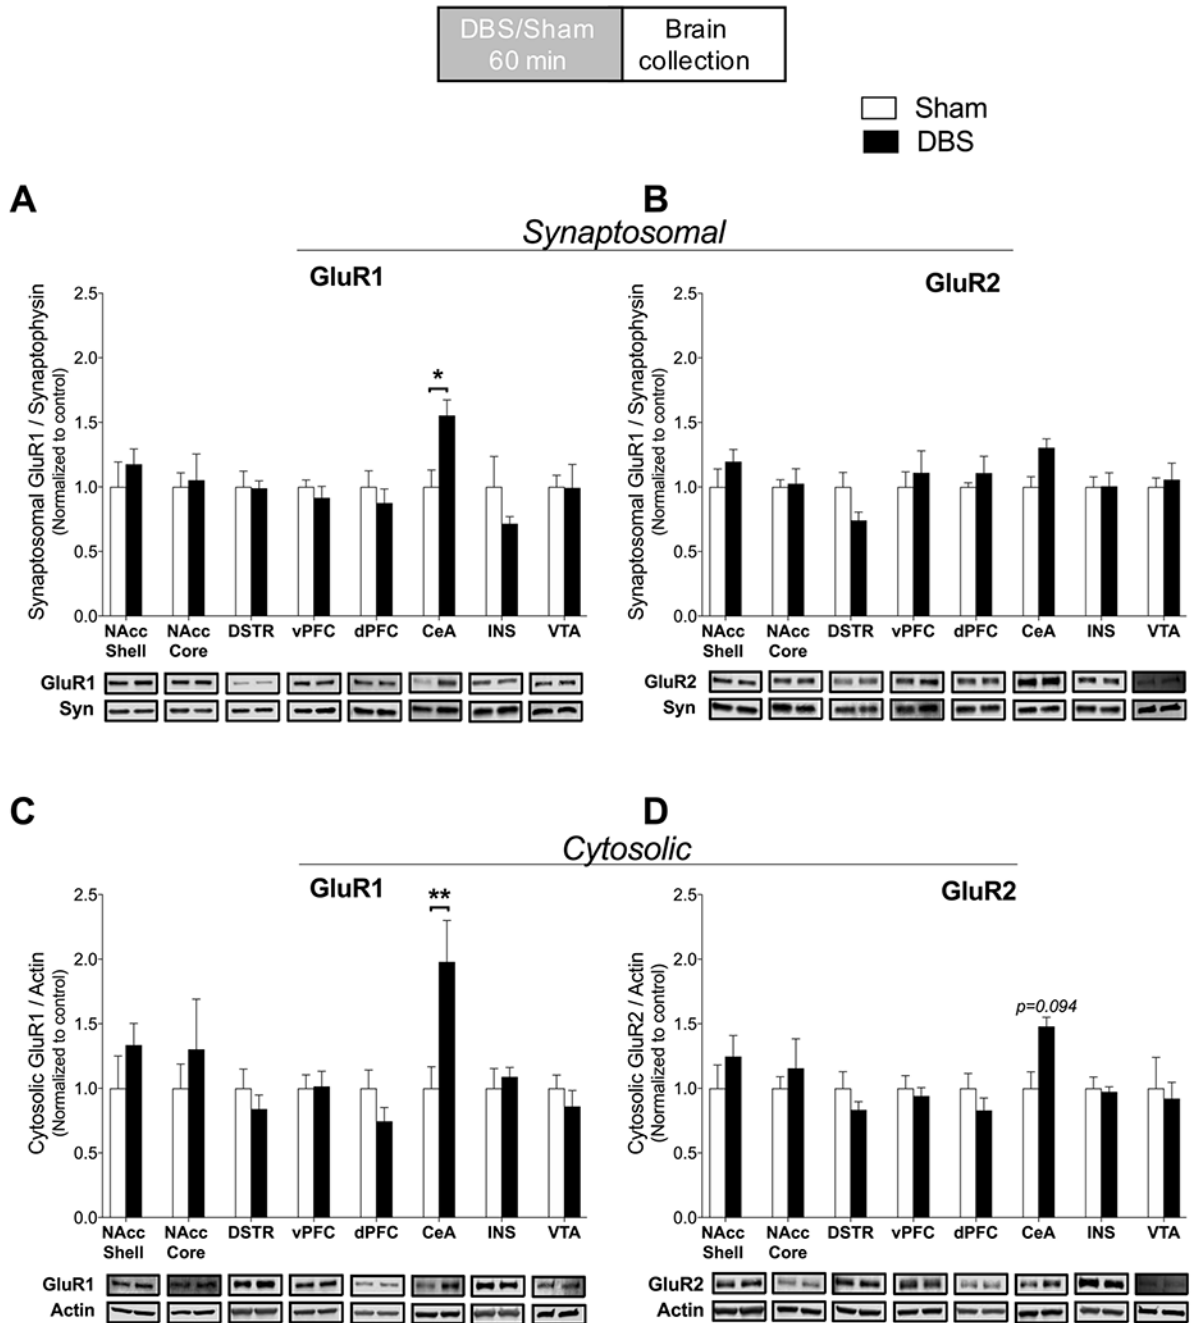 DBS/Sham
60 min
Brain
collection
Sham
DBS
A
B
Synaptosomal
GluR1
GluR2
Synaptosomal GluR1 / Synaptophysin
(Normalized to control)
2.5
2.0
1.5
1.0
0.5
0.0
*
NAcc
Shell
NAcc
Core
DSTR
vPFC
dPFC
CeA
INS
VTA
GluR1
Syn
Synaptosomal GluR1 / Synaptophysin
(Normalized to control)
2.5
2.0
1.5
1.0
0.5
0.0
NAcc
Shell
NAcc
Core
DSTR
vPFC
dPFC
CeA
INS
VTA
GluR2
Syn
C
D
Cytosolic
GluR1
GluR2
Cytosolic GluR1 / Actin
(Normalized to control)
2.5
2.0
1.5
1.0
0.5
0.0
**
NAcc
Shell
NAcc
Core
DSTR
vPFC
dPFC
CeA
INS
VTA
GluR1
Actin
Cytosolic GluR2 / Actin
(Normalized to control)
2.5
2.0
1.5
1.0
0.5
0.0
p=0.094
NAcc
Shell
NAcc
Core
DSTR
vPFC
dPFC
CeA
INS
VTA
GluR2
Actin